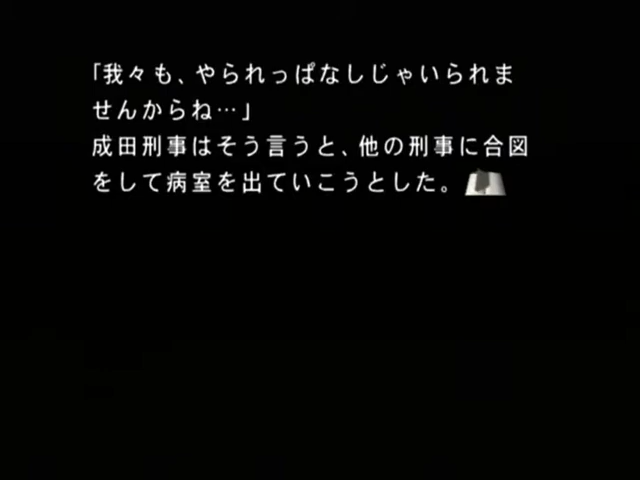 「我々も、やられっぱなしじゃいられま
せんからね…」
成田刑事はそう言うと、他の刑事に合図
をして病室を出ていこうとした。